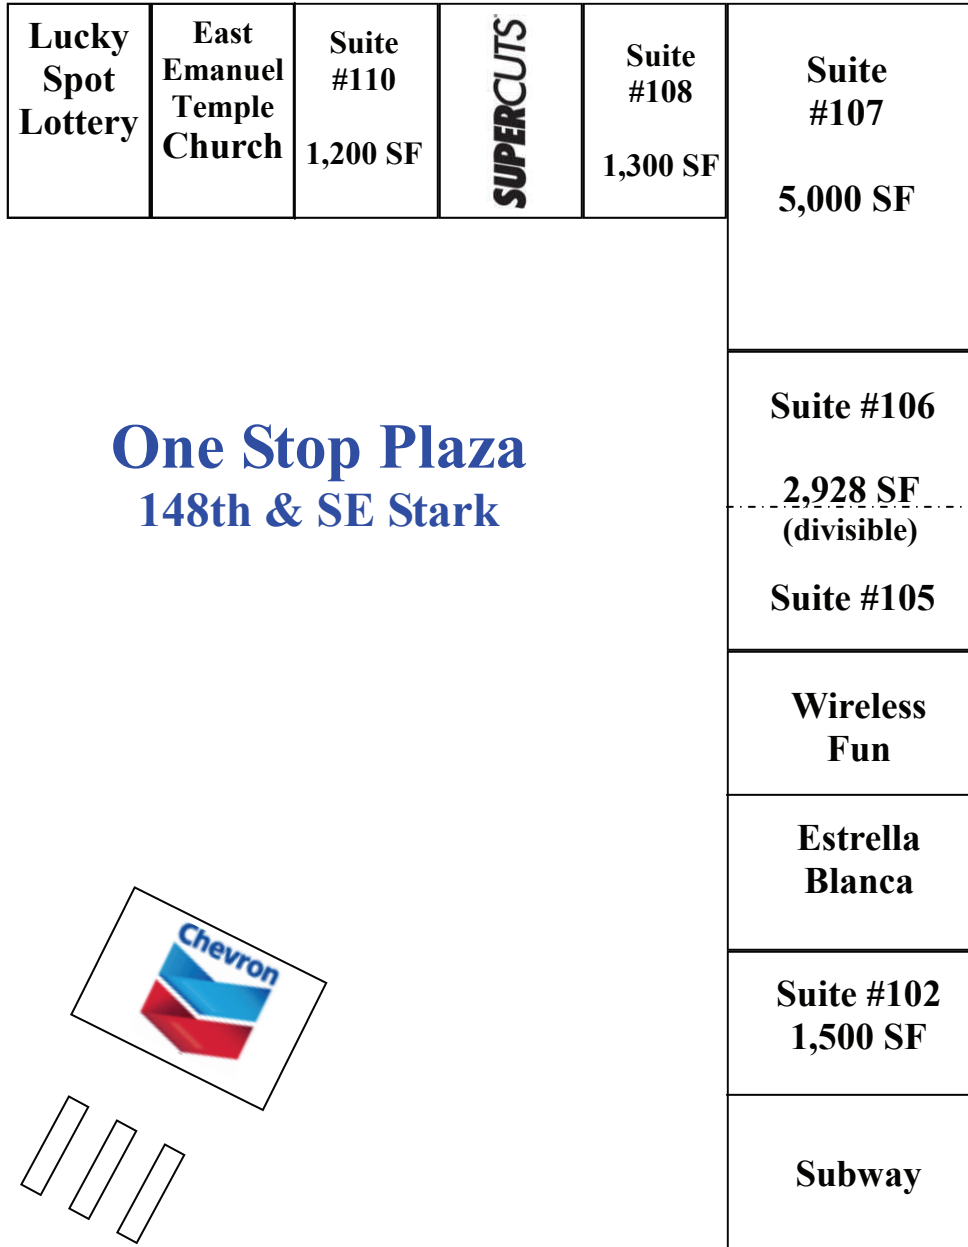 Lucky
Spot
Lottery
East
Emanuel
Temple
Church
Suite
#110
1,200 SF
SUPERCUTS
Suite
#108
1,300 SF
Suite
#107
5,000 SF
Suite #106
2,928 SF
(divisible)
Suite #105
One Stop Plaza
148th & SE Stark
Wireless
Fun
Estrella
Blanca
Suite #102
1,500 SF
Subway
Chevron